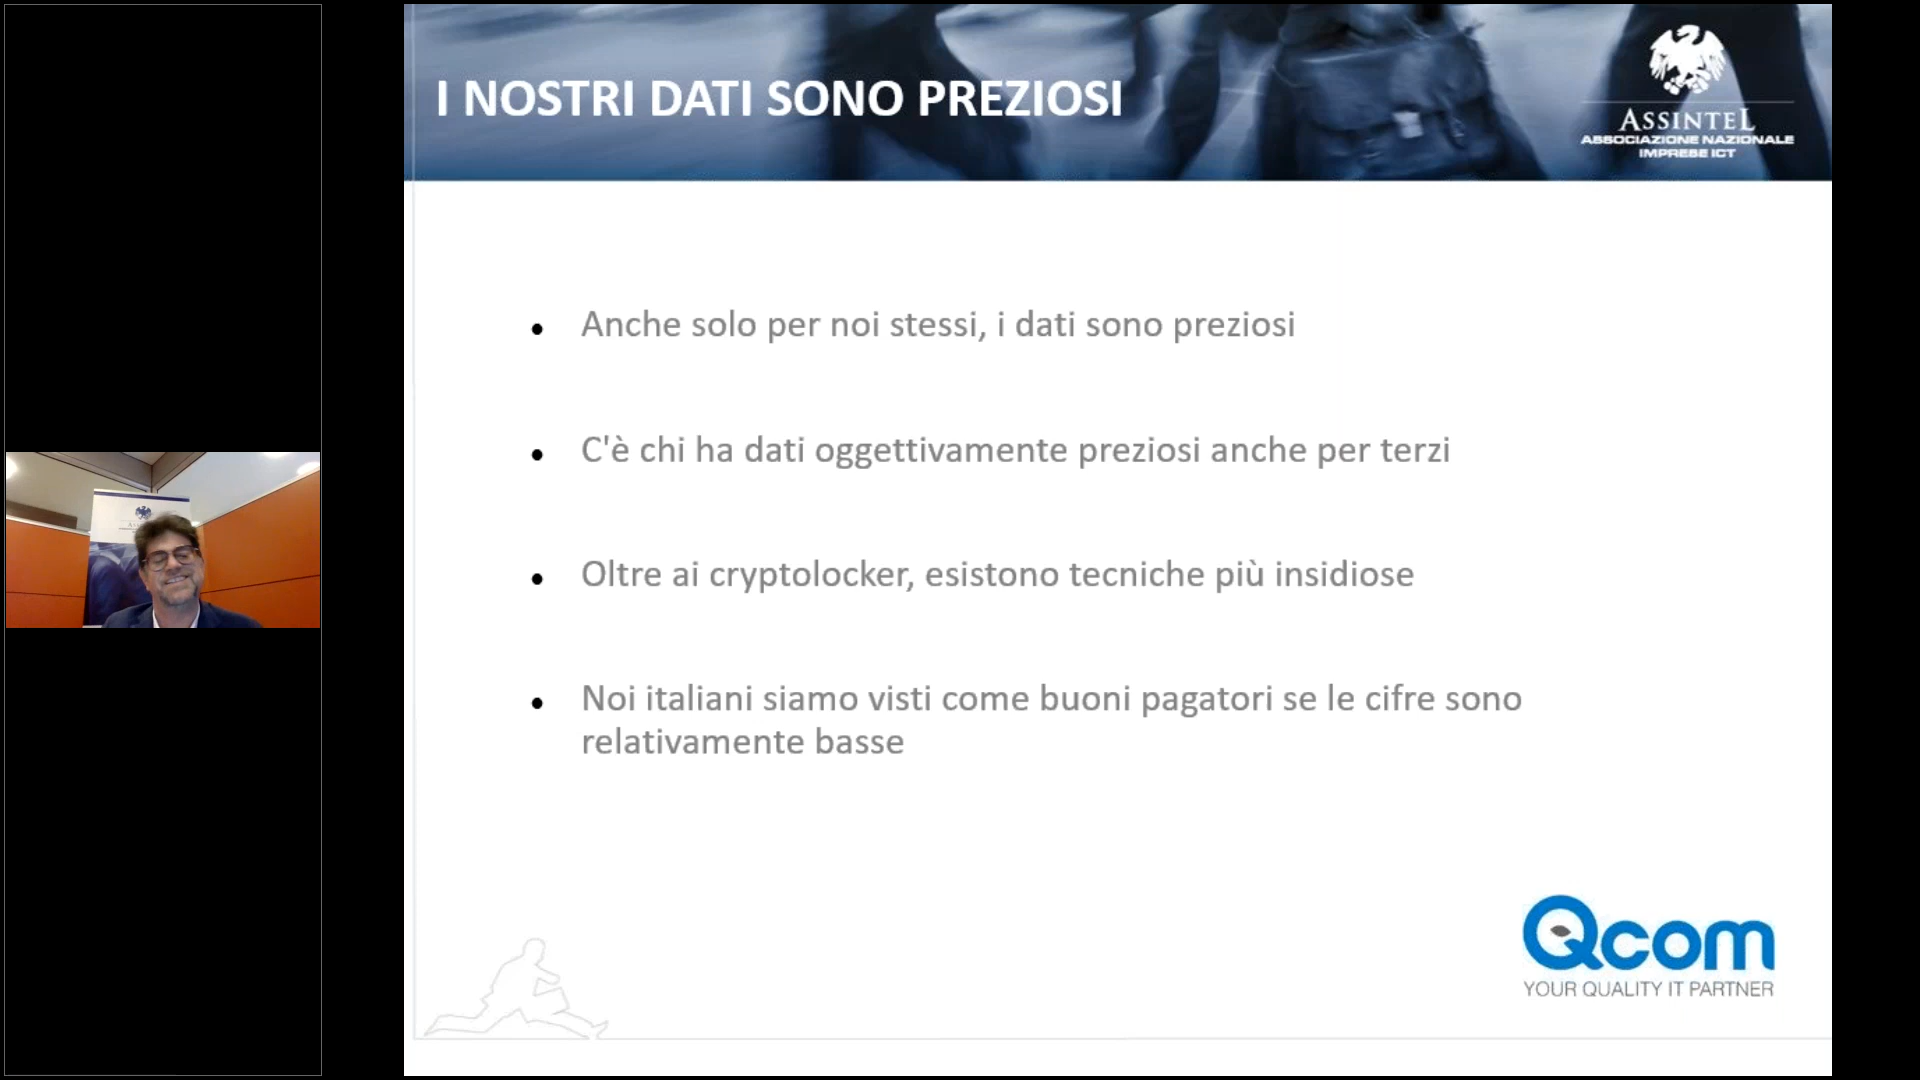 I NOSTRI DATI SONO PREZIOSI
ASSINTEL
ASSOCIAZIONE NAZIONALE
IMPRESE ICT
• Anche solo per noi stessi, i dati sono preziosi
• C'è chi ha dati oggettivamente preziosi anche per terzi
• Oltre ai cryptolocker, esistono tecniche più insidiose
• Noi italiani siamo visti come buoni pagatori se le cifre sono
relativamente basse
Qcom
YOUR QUALITY IT PARTNER